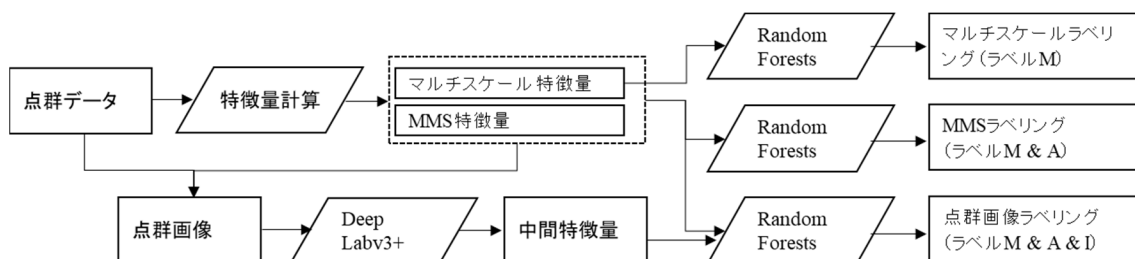 点群データ
特徴量計算
マルチスケール特徴量
MMS特徴量
Random
Forests
マルチスケールラベリ
ング(ラベルM)
Random
Forests
MMSラベリング
(ラベルM & A)
点群画像
Deep
Labv3+
中間特徴量
Random
Forests
点群画像ラベリング
(ラベルM & A & I)